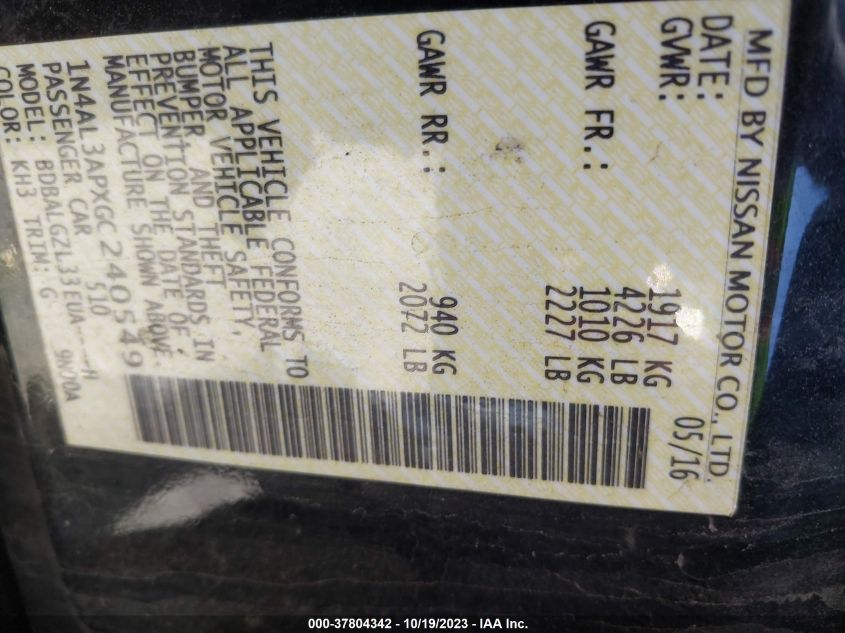 MFD BY NISSAN MOTOR CO., LTD.
DATE: 05/16
GVWR: 1917 KG
4226 LB
GAWR FR.: 1010 KG
2227 LB
GAWR RR.: 940 KG
2072 LB
THIS VEHICLE CONFORMS TO
ALL APPLICABLE FEDERAL
MOTOR VEHICLE SAFETY,
BUMPER AND THEFT
PREVENTION STANDARDS IN
EFFECT ON THE DATE OF
MANUFACTURE SHOWN ABOVE.
1N4AL3APXGC240549
PASSENGER CAR 510
MODEL: BDBALGZL33EUA----H
COLOR: KH3 TRIM: G 9N70A
000-37804342 - 10/19/2023 - IAA Inc.